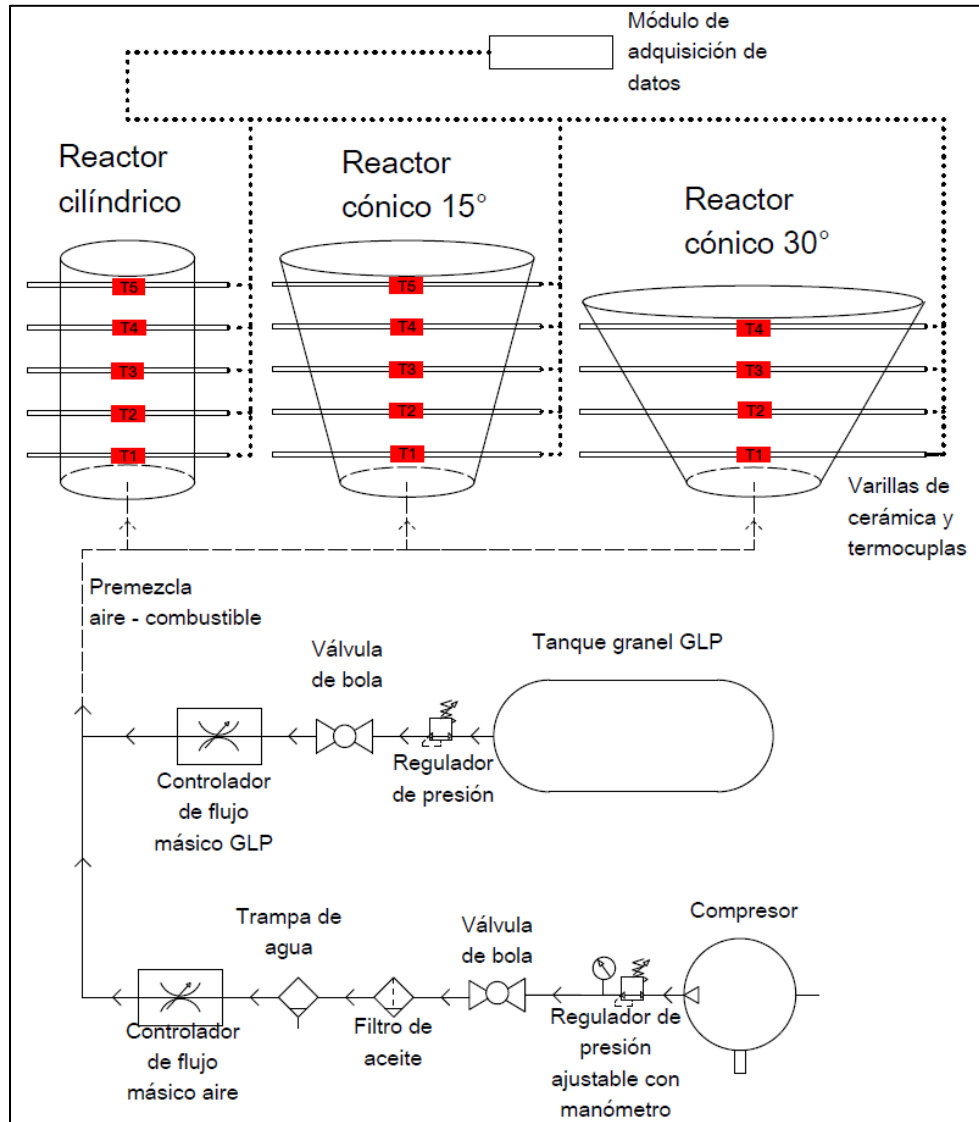 Módulo de
adquisición de
datos
Reactor
cilíndrico
Reactor
cónico 15°
Reactor
cónico 30°
T5
T4
T3
T2
T1
T5
T4
T3
T2
T1
T4
T3
T2
T1
Varillas de
cerámica y
termocuplas
Premezcla
aire - combustible
Válvula
de bola
Tanque granel GLP
Controlador
de flujo
másico GLP
Regulador
de presión
Trampa de
agua
Válvula
de bola
Compresor
Controlador
de flujo
másico aire
Filtro de
aceite
Regulador de
presión
ajustable con
manómetro